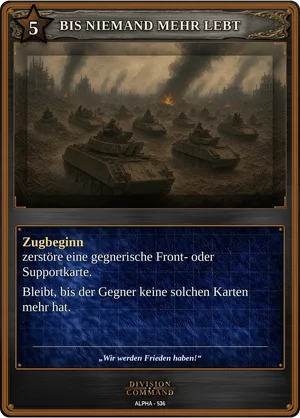 5
BIS NIEMAND MEHR LEBT
Zugbeginn
zerstöre eine gegnerische Front- oder
Supportkarte.
Bleibt, bis der Gegner keine solchen Karten
mehr hat.
„Wir werden Frieden haben!“
DIVISION
COMMAND
ALPHA - 536